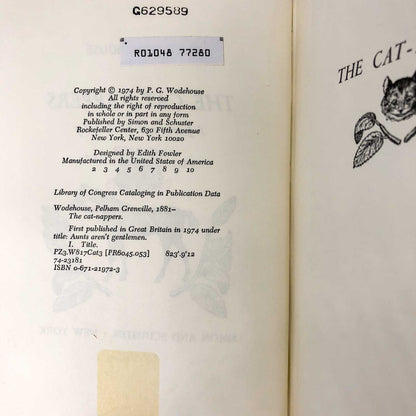 G629589
R01048 77280
Copyright © 1974 by P. G. Wodehouse
All rights reserved
including the right of reproduction
in whole or in part in any form
Published by Simon and Schuster
Rockefeller Center, 630 Fifth Avenue
New York, New York 10020
Designed by Edith Fowler
Manufactured in the United States of America
2 3 4 5 6 7 8 9 10
Library of Congress Cataloging in Publication Data
Wodehouse, Pelham Grenville, 1881–
The cat-nappers.
First published in Great Britain in 1974 under
title: Aunts aren't gentlemen.
I. Title.
PZ3.W817Cat3 [PR6045.053] 823'.9'12
74-23181
ISBN 0-671-21972-3
THE CAT-